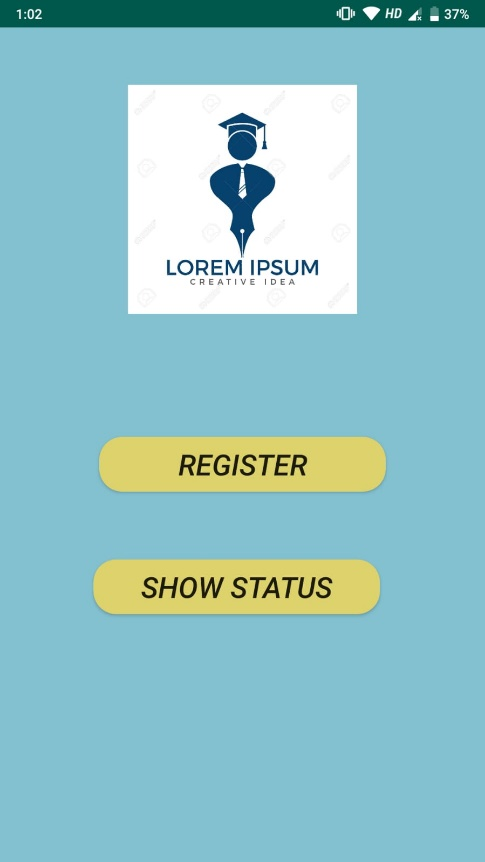 1:02
HD
37%
LOREM IPSUM
CREATIVE IDEA
REGISTER
SHOW STATUS